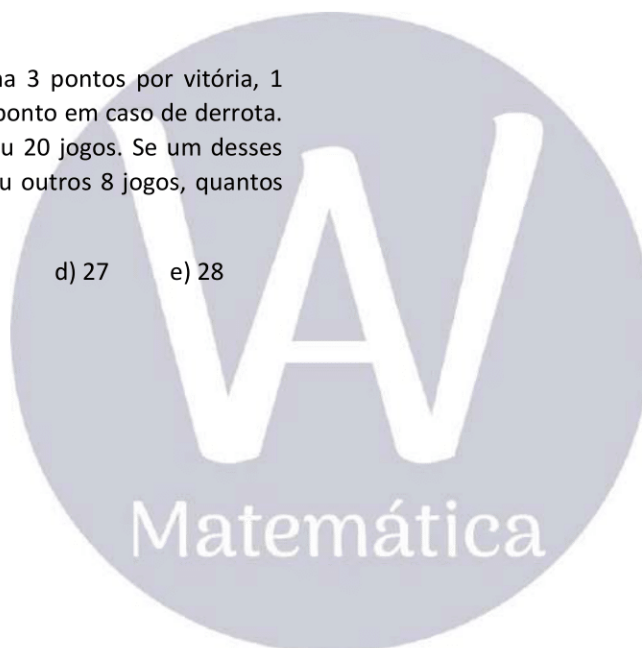 na 3 pontos por vitória, 1
ponto em caso de derrota.
u 20 jogos. Se um desses
u outros 8 jogos, quantos
d) 27 e) 28
WA
Matemática